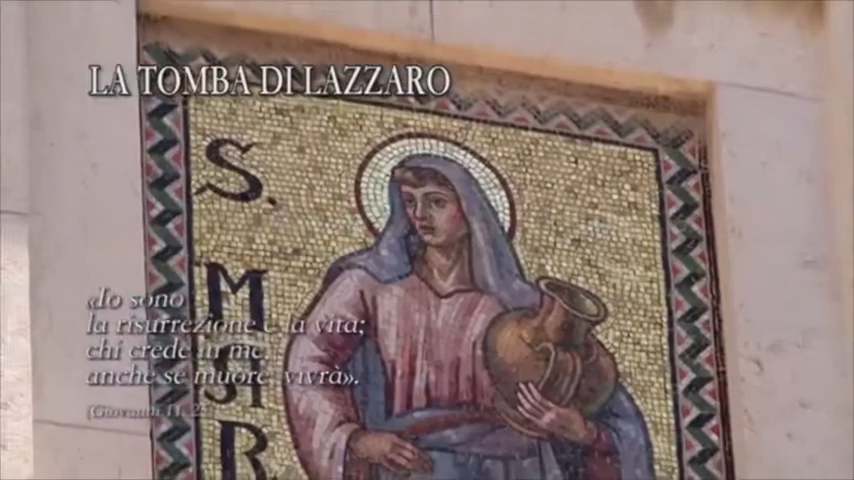 LA TOMBA DI LAZZARO
S.
M
R
«Io sono
la risurrezione e la vita;
chi crede in me,
anche se muore, vivrà».
(Giovanni 11, 25)